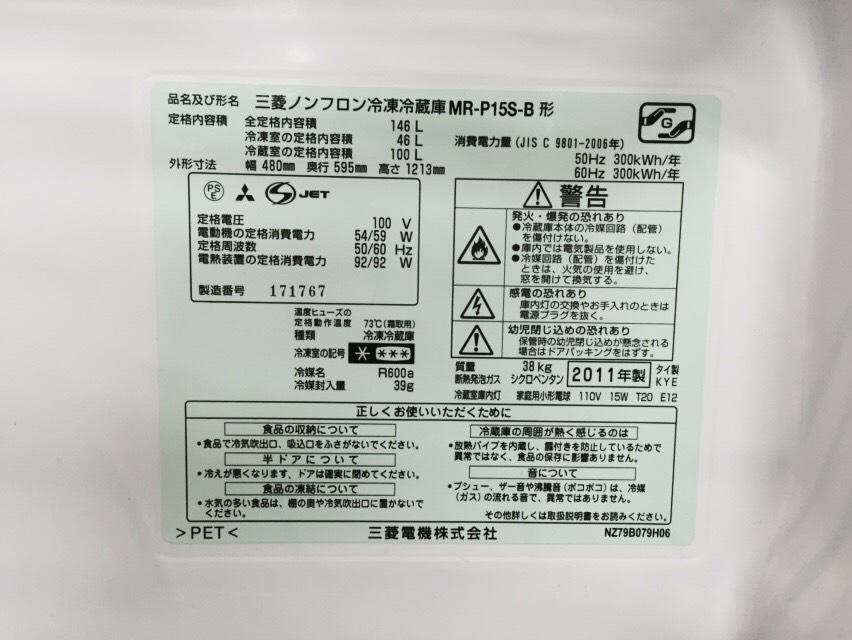 品名及び形名 三菱ノンフロン冷凍冷蔵庫 MR-P15S-B 形
定格内容積 全定格内容積 146 L
冷凍室の定格内容積 46 L
冷蔵室の定格内容積 100 L
外形寸法 幅 480mm 奥行 595mm 高さ 1213mm
G
消費電力量 (JIS C 9801-2006年)
50Hz 300kWh/年
60Hz 300kWh/年
PSE JET
定格電圧 100 V
電動機の定格消費電力 54/59 W
定格周波数 50/60 Hz
電熱装置の定格消費電力 92/92 W
製造番号 171767
温度ヒューズの
定格動作温度 73℃(霜取用)
種類 冷凍冷蔵庫
冷凍室の記号 * ***
冷媒名 R600a
冷媒封入量 39g
警告
発火・爆発の恐れあり
●冷蔵庫本体の冷媒回路(配管)
を傷付けない。
●庫内では電気製品を使用しない。
●冷媒回路(配管)を傷付けた
ときは、火気の使用を避け、
窓を開けて換気する。
感電の恐れあり
庫内灯の交換やお手入れのときは
電源プラグを抜く。
幼児閉じ込めの恐れあり
保管時の幼児閉じ込めが懸念される
場合はドアパッキングをはずす。
質量 38 kg
断熱発泡ガス シクロペンタン
2011年製
タイ製
KYE
冷蔵室庫内灯 家庭用小形電球 110V 15W T20 E12
正しくお使いいただくために
食品の収納について
●食品で冷気吹出口、吸込口をふさがないでください。
半ドアについて
●冷えが悪くなります、ドアは確実に閉めてください。
食品の凍結について
●水気の多い食品は、棚の奥や冷気吹出口に置かないで
ください。
冷蔵庫の周囲が熱く感じるのは
●放熱パイプを内蔵し、露付きを防止しているためで
異常ではなく、食品の保存に影響ありません。
音について
●プシュー、ザー音や沸騰音(ポコポコ)は、冷媒
(ガス)の流れる音で、異常ではありません。
その他詳しくは取扱説明書をお読みください。
>PET<
三菱電機株式会社
NZ79B079H06